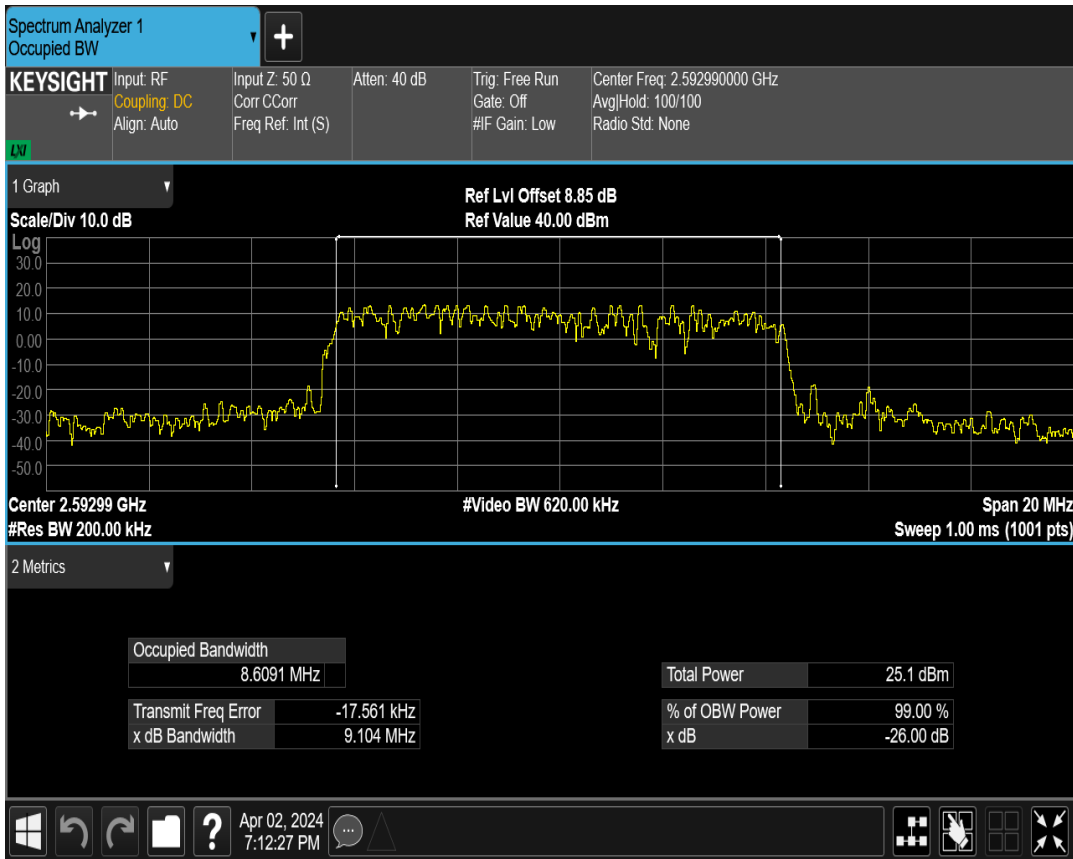 Spectrum Analyzer 1
Occupied BW
KEYSIGHT
LXI
Input: RF
Coupling: DC
Align: Auto
Input Z: 50 Ω
Corr CCorr
Freq Ref: Int (S)
Atten: 40 dB
Trig: Free Run
Gate: Off
#IF Gain: Low
Center Freq: 2.592990000 GHz
Avg|Hold: 100/100
Radio Std: None
1 Graph
Scale/Div 10.0 dB
Ref Lvl Offset 8.85 dB
Ref Value 40.00 dBm
Log
30.0
20.0
10.0
0.00
-10.0
-20.0
-30.0
-40.0
-50.0
Center 2.59299 GHz
#Video BW 620.00 kHz
Span 20 MHz
#Res BW 200.00 kHz
Sweep 1.00 ms (1001 pts)
2 Metrics
Occupied Bandwidth
8.6091 MHz
Total Power 25.1 dBm
Transmit Freq Error -17.561 kHz
% of OBW Power 99.00 %
x dB Bandwidth 9.104 MHz
x dB -26.00 dB
?
Apr 02, 2024
7:12:27 PM